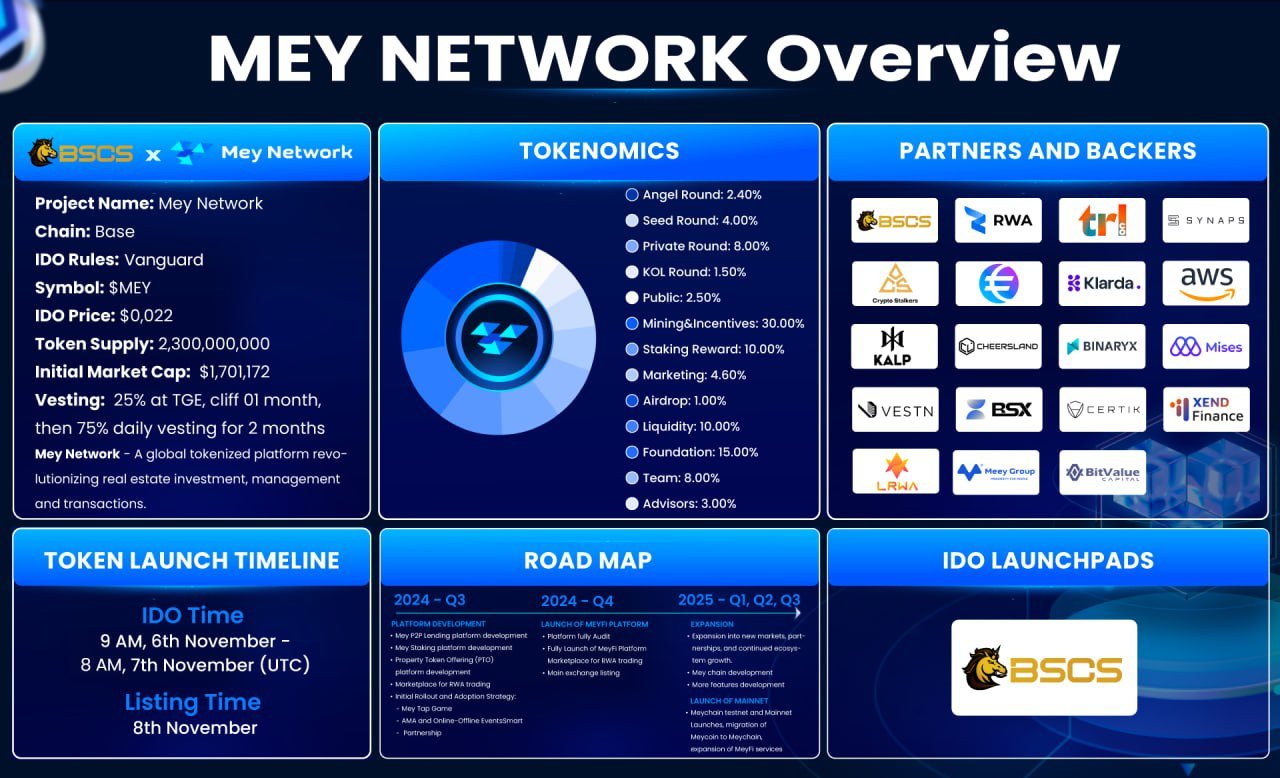 MEY NETWORK Overview
BSCS x Mey Network
Project Name: Mey Network
Chain: Base
IDO Rules: Vanguard
Symbol: $MEY
IDO Price: $0,022
Token Supply: 2,300,000,000
Initial Market Cap: $1,701,172
Vesting: 25% at TGE, cliff 01 month,
then 75% daily vesting for 2 months
Mey Network - A global tokenized platform revo-
lutionizing real estate investment, management
and transactions.
TOKENOMICS
Angel Round: 2.40%
Seed Round: 4.00%
Private Round: 8.00%
KOL Round: 1.50%
Public: 2.50%
Mining&Incentives: 30.00%
Staking Reward: 10.00%
Marketing: 4.60%
Airdrop: 1.00%
Liquidity: 10.00%
Foundation: 15.00%
Team: 8.00%
Advisors: 3.00%
PARTNERS AND BACKERS
BSCS
RWA
trl
SYNAPS
Crypto Stalkers
Klarda.
aws
KALP
CHEERSLAND
BINARYX
Mises
VESTN
BSX
CERTIK
XEND
Finance
LRWA
Meey Group
BitValue
CAPITAL
TOKEN LAUNCH TIMELINE
IDO Time
9 AM, 6th November -
8 AM, 7th November (UTC)
Listing Time
8th November
ROAD MAP
2024 - Q3
PLATFORM DEVELOPMENT
• Mey P2P Lending platform development
• Mey Staking platform development
• Property Token Offering (PTO)
platform development
• Marketplace for RWA trading
• Initial Rollout and Adoption Strategy:
- Mey Tap Game
- AMA and Online-Offline EventsSmart
- Partnership
2024 - Q4
LAUNCH OF MEYFI PLATFORM
• Platform fully Audit
• Fully Launch of MeyFi Platform
Marketplace for RWA trading
• Main exchange listing
2025 - Q1, Q2, Q3
EXPANSION
• Expansion into new markets, part-
nerships, and continued ecosys-
tem growth.
• Mey chain development
• More features development
LAUNCH OF MAINNET
• Meychain testnet and Mainnet
Launches, migration of
Meycoin to Meychain,
expansion of MeyFi services
IDO LAUNCHPADS
BSCS